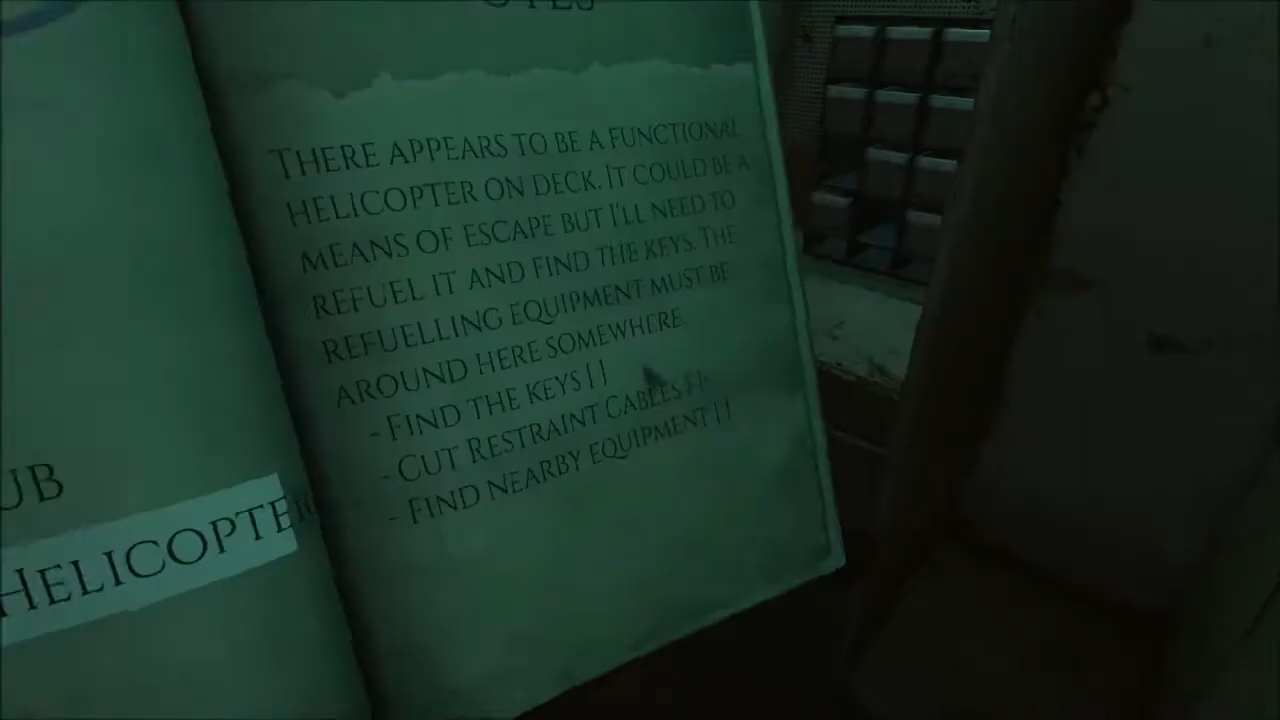 THERE APPEARS TO BE A FUNCTIONAL
HELICOPTER ON DECK. IT COULD BE A
MEANS OF ESCAPE BUT I'LL NEED TO
REFUEL IT AND FIND THE KEYS. THE
REFUELLING EQUIPMENT MUST BE
AROUND HERE SOMEWHERE.
- FIND THE KEYS [ ]
- CUT RESTRAINT CABLES [ ]
- FIND NEARBY EQUIPMENT [ ]
UB
HELICOPTER